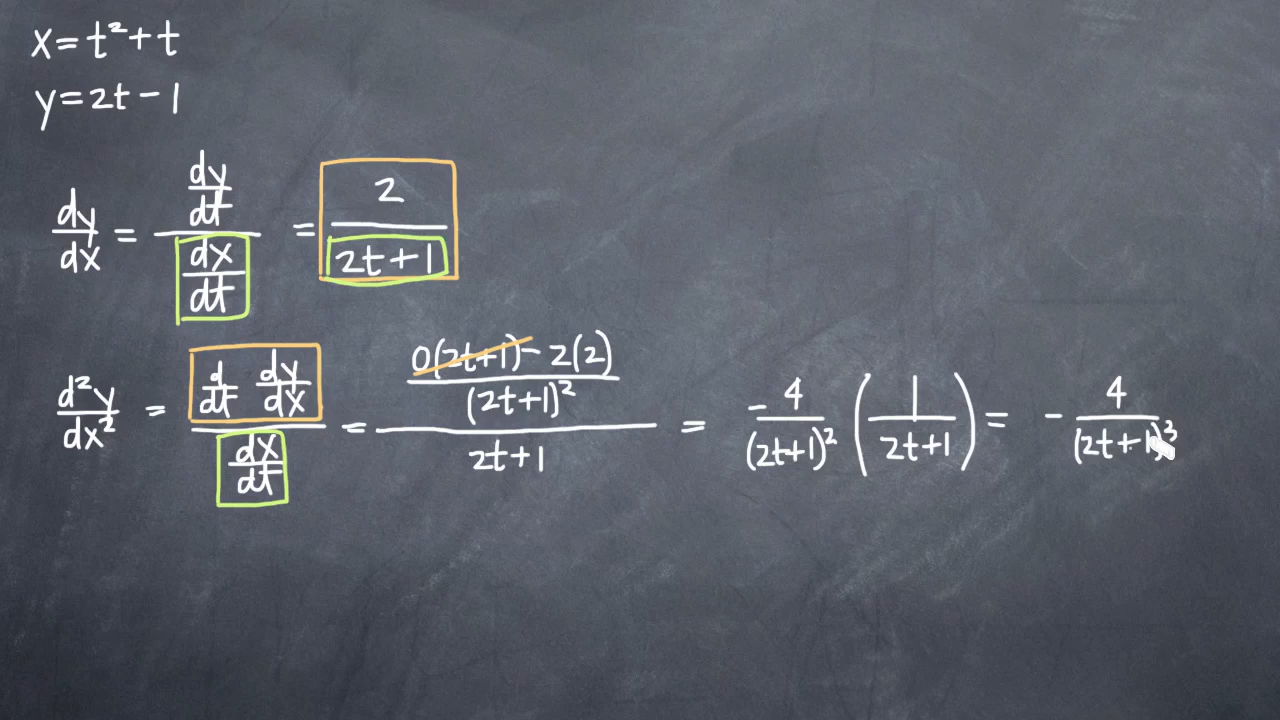 x = t² + t
y = 2t - 1
dy/dx = (dy/dt)/(dx/dt) = 2/(2t+1)
d²y/dx² = (d/dt dy/dx)/(dx/dt) = ((0(2t+1) - 2(2))/(2t+1)²)/(2t+1) = -4/(2t+1)² (1/(2t+1)) = -4/(2t+1)³